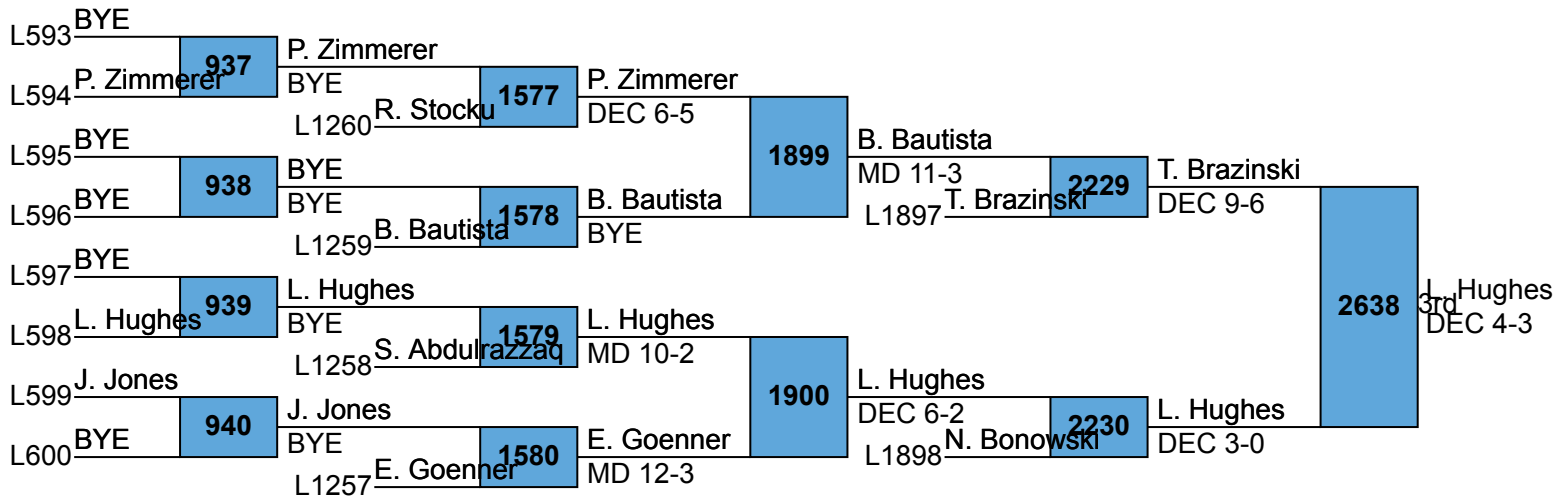 BYE
L593
937
P. Zimmerer
L594
P. Zimmerer
BYE
R. Stocku
L1260
1577
P. Zimmerer
DEC 6-5
BYE
L595
938
BYE
L596
BYE
BYE
B. Bautista
L1259
1578
B. Bautista
BYE
1899
B. Bautista
MD 11-3
T. Brazinski
L1897
2229
T. Brazinski
DEC 9-6
BYE
L597
939
L. Hughes
L598
L. Hughes
BYE
S. Abdulrazzaq
L1258
1579
L. Hughes
MD 10-2
J. Jones
L599
940
BYE
L600
J. Jones
BYE
E. Goenner
L1257
1580
E. Goenner
MD 12-3
1900
L. Hughes
DEC 6-2
N. Bonowski
L1898
2230
L. Hughes
DEC 3-0
2638
3rd
L. Hughes
DEC 4-3